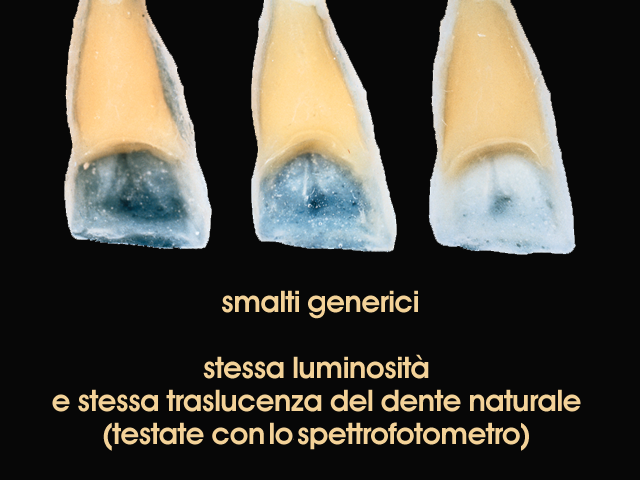 smalti generici
stessa luminosità
e stessa traslucenza del dente naturale
(testate con lo spettrofotometro)